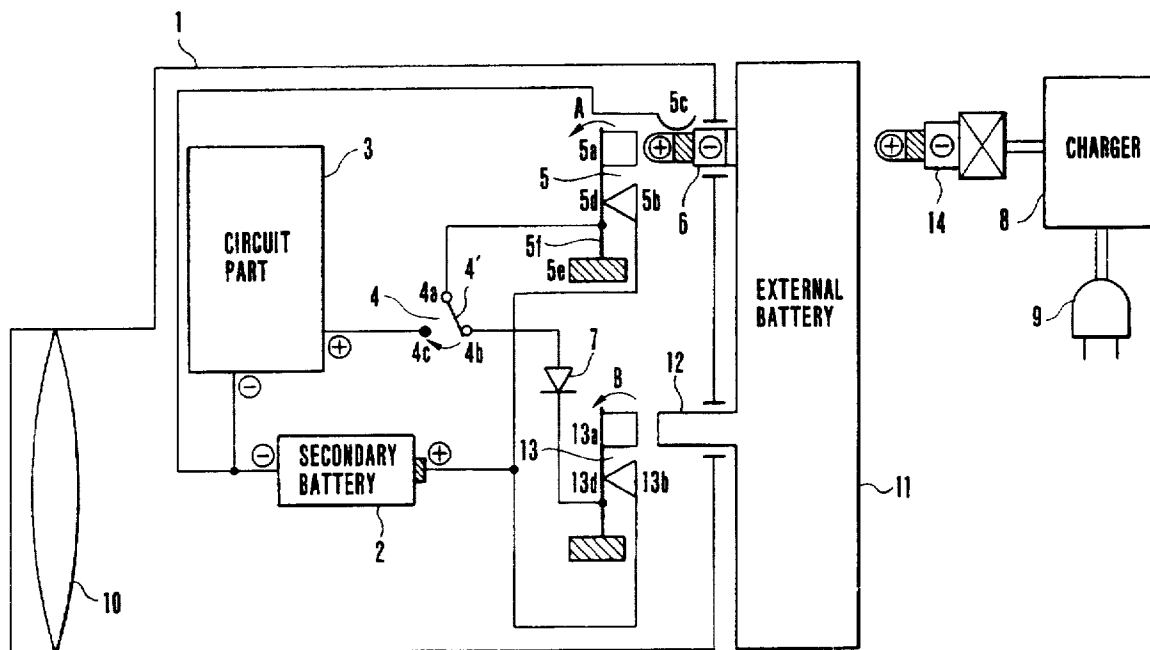 1
3
A
5c
5a
5
5d
5b
5f
5e
6
14
8
CHARGER
9
CIRCUIT
PART
⊕
⊖
4
4'
4a
4b
4c
7
EXTERNAL
BATTERY
12
B
13a
13
13d
13b
11
⊖
SECONDARY
BATTERY
⊕
2
10
⊕
⊖
⊕
⊖